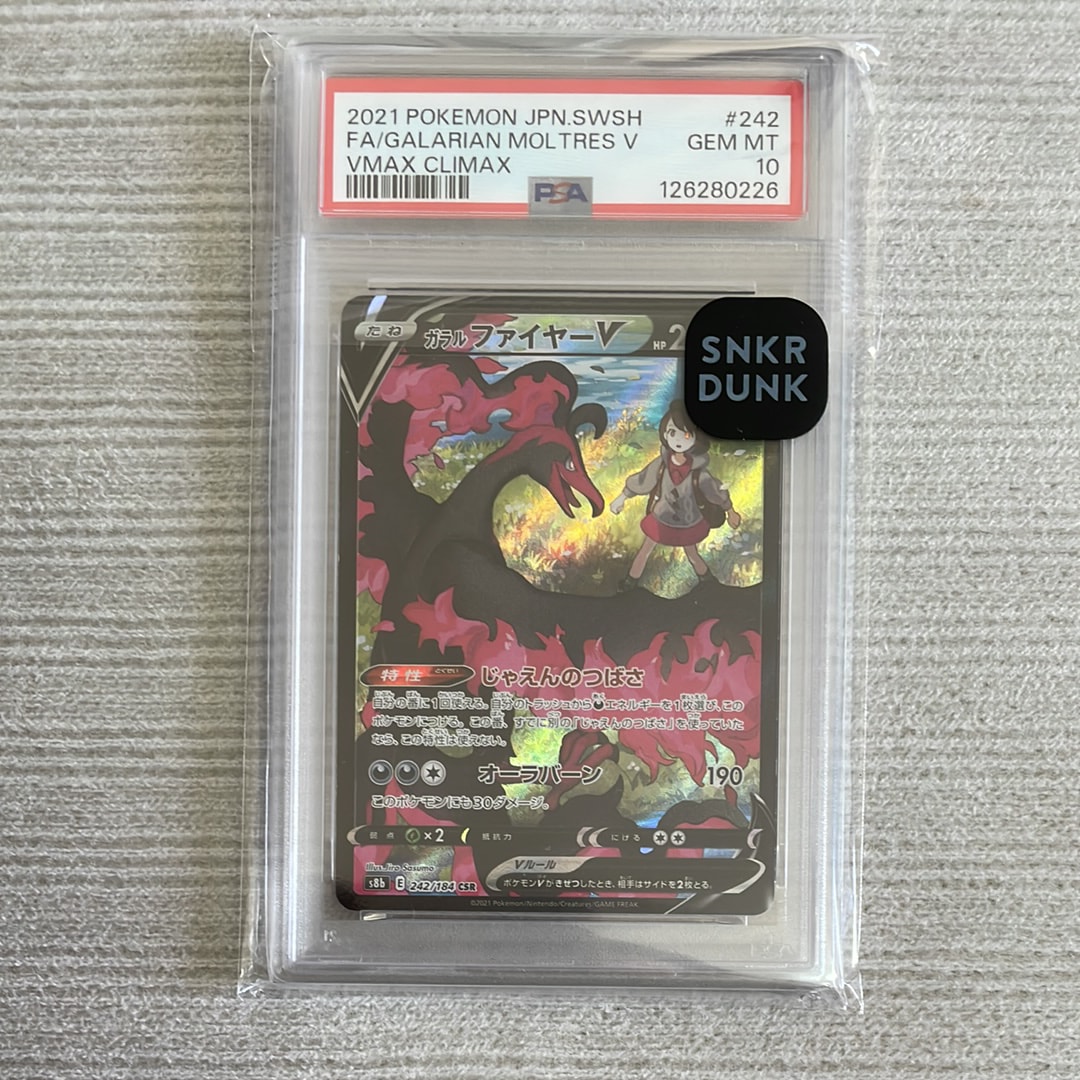 2021 POKEMON JPN.SWSH #242
FA/GALARIAN MOLTRES V GEM MT
VMAX CLIMAX 10
PSA 126280226
たね ガラル ファイヤーV HP 2
SNKR
DUNK
特性 とくせい じゃえんのつばさ
自分の番に1回使える。自分のトラッシュからエネルギーを1枚選び、この
ポケモンにつける。この番、すでに別の「じゃえんのつばさ」を使っていた
なら、この特性は使えない。
オーラバーン 190
このポケモンにも30ダメージ。
弱点 ×2 抵抗力 にげる
Illus. Jiro Sasumo Vルール
s8b E 242/184 CSR ポケモンVがきぜつしたとき、相手はサイドを2枚とる。
©2021 Pokémon/Nintendo/Creatures/GAME FREAK